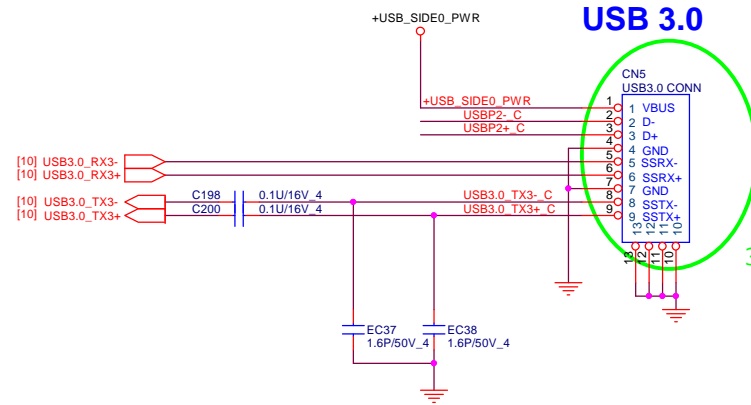 USB 3.0
+USB_SIDE0_PWR
CN5
USB3.0 CONN
+USB_SIDE0_PWR
1
1 VBUS
USBP2-_C
2
2 D-
USBP2+_C
3
3 D+
4
4 GND
[10] USB3.0_RX3-
5
5 SSRX-
[10] USB3.0_RX3+
6
6 SSRX+
7
7 GND
[10] USB3.0_TX3-
C198
0.1U/16V_4
USB3.0_TX3-_C
8
8 SSTX-
[10] USB3.0_TX3+
C200
0.1U/16V_4
USB3.0_TX3+_C
9
9 SSTX+
13
12
11
10
13
12
11
10
EC37
1.6P/50V_4
EC38
1.6P/50V_4